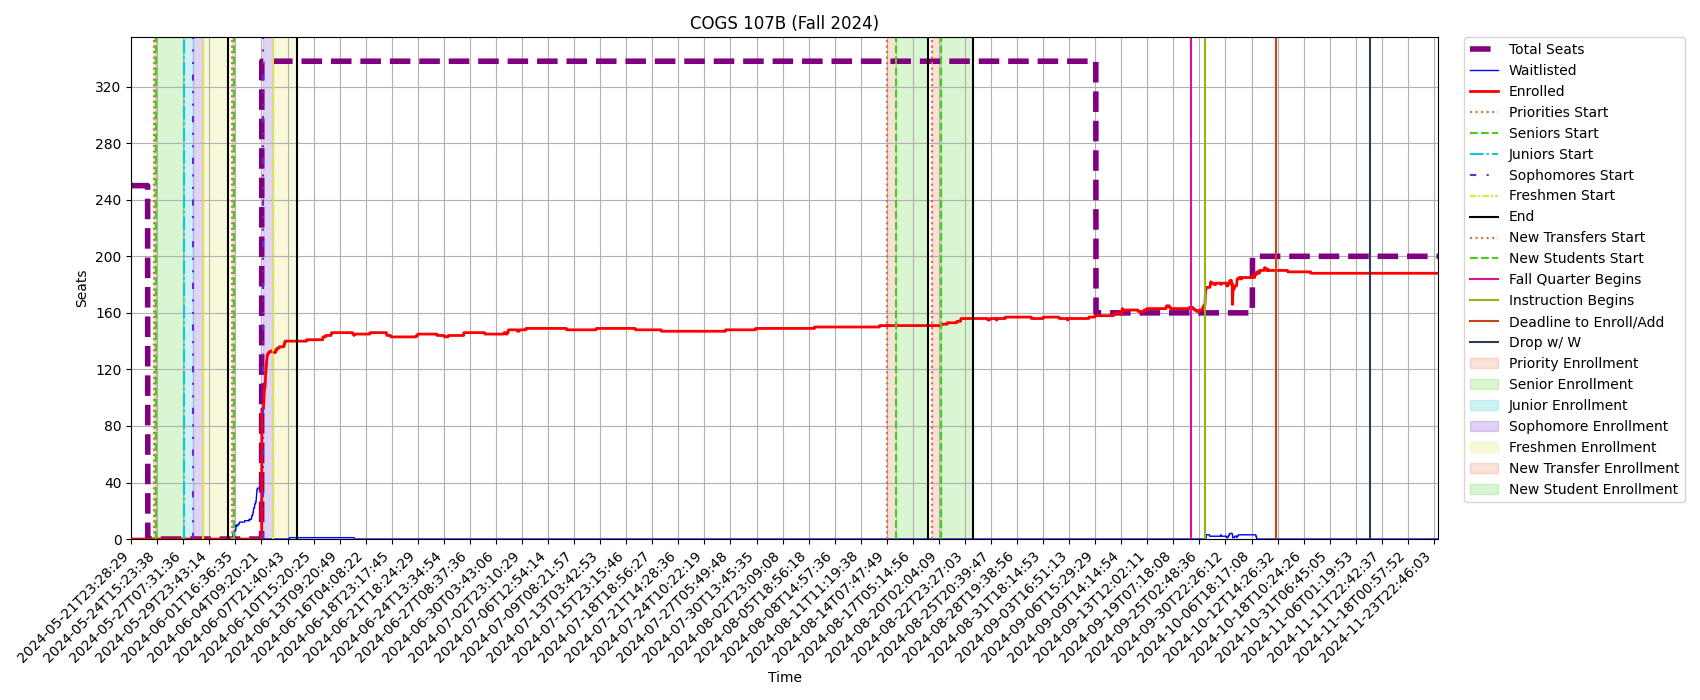 COGS 107B (Fall 2024)
Seats
320
280
240
200
160
120
80
40
0
2024-05-21T23:28:29
2024-05-24T15:23:38
2024-05-27T07:31:36
2024-05-29T23:43:14
2024-06-01T16:36:35
2024-06-04T09:20:21
2024-06-07T21:40:43
2024-06-10T15:20:25
2024-06-13T09:20:49
2024-06-16T04:08:22
2024-06-18T23:17:45
2024-06-21T18:24:29
2024-06-24T13:34:54
2024-06-27T08:37:36
2024-06-30T03:43:06
2024-07-02T23:10:29
2024-07-06T12:54:14
2024-07-09T08:21:57
2024-07-13T03:42:53
2024-07-15T23:15:46
2024-07-18T18:56:27
2024-07-21T14:28:36
2024-07-24T10:22:19
2024-07-27T05:49:48
2024-07-30T13:45:35
2024-08-02T23:09:08
2024-08-05T18:56:18
2024-08-08T14:57:36
2024-08-11T11:19:38
2024-08-14T07:47:49
2024-08-17T05:14:56
2024-08-20T02:04:09
2024-08-22T23:27:03
2024-08-25T20:39:47
2024-08-28T19:38:56
2024-08-31T18:14:53
2024-09-03T16:51:13
2024-09-06T15:29:29
2024-09-09T14:14:54
2024-09-13T12:02:11
2024-09-19T07:18:08
2024-09-25T02:48:36
2024-09-30T22:26:12
2024-10-06T18:17:08
2024-10-12T14:26:32
2024-10-18T10:24:26
2024-10-31T06:45:05
2024-11-06T01:19:53
2024-11-11T22:42:37
2024-11-18T00:57:52
2024-11-23T22:46:03
Time
Total Seats
Waitlisted
Enrolled
Priorities Start
Seniors Start
Juniors Start
Sophomores Start
Freshmen Start
End
New Transfers Start
New Students Start
Fall Quarter Begins
Instruction Begins
Deadline to Enroll/Add
Drop w/ W
Priority Enrollment
Senior Enrollment
Junior Enrollment
Sophomore Enrollment
Freshmen Enrollment
New Transfer Enrollment
New Student Enrollment